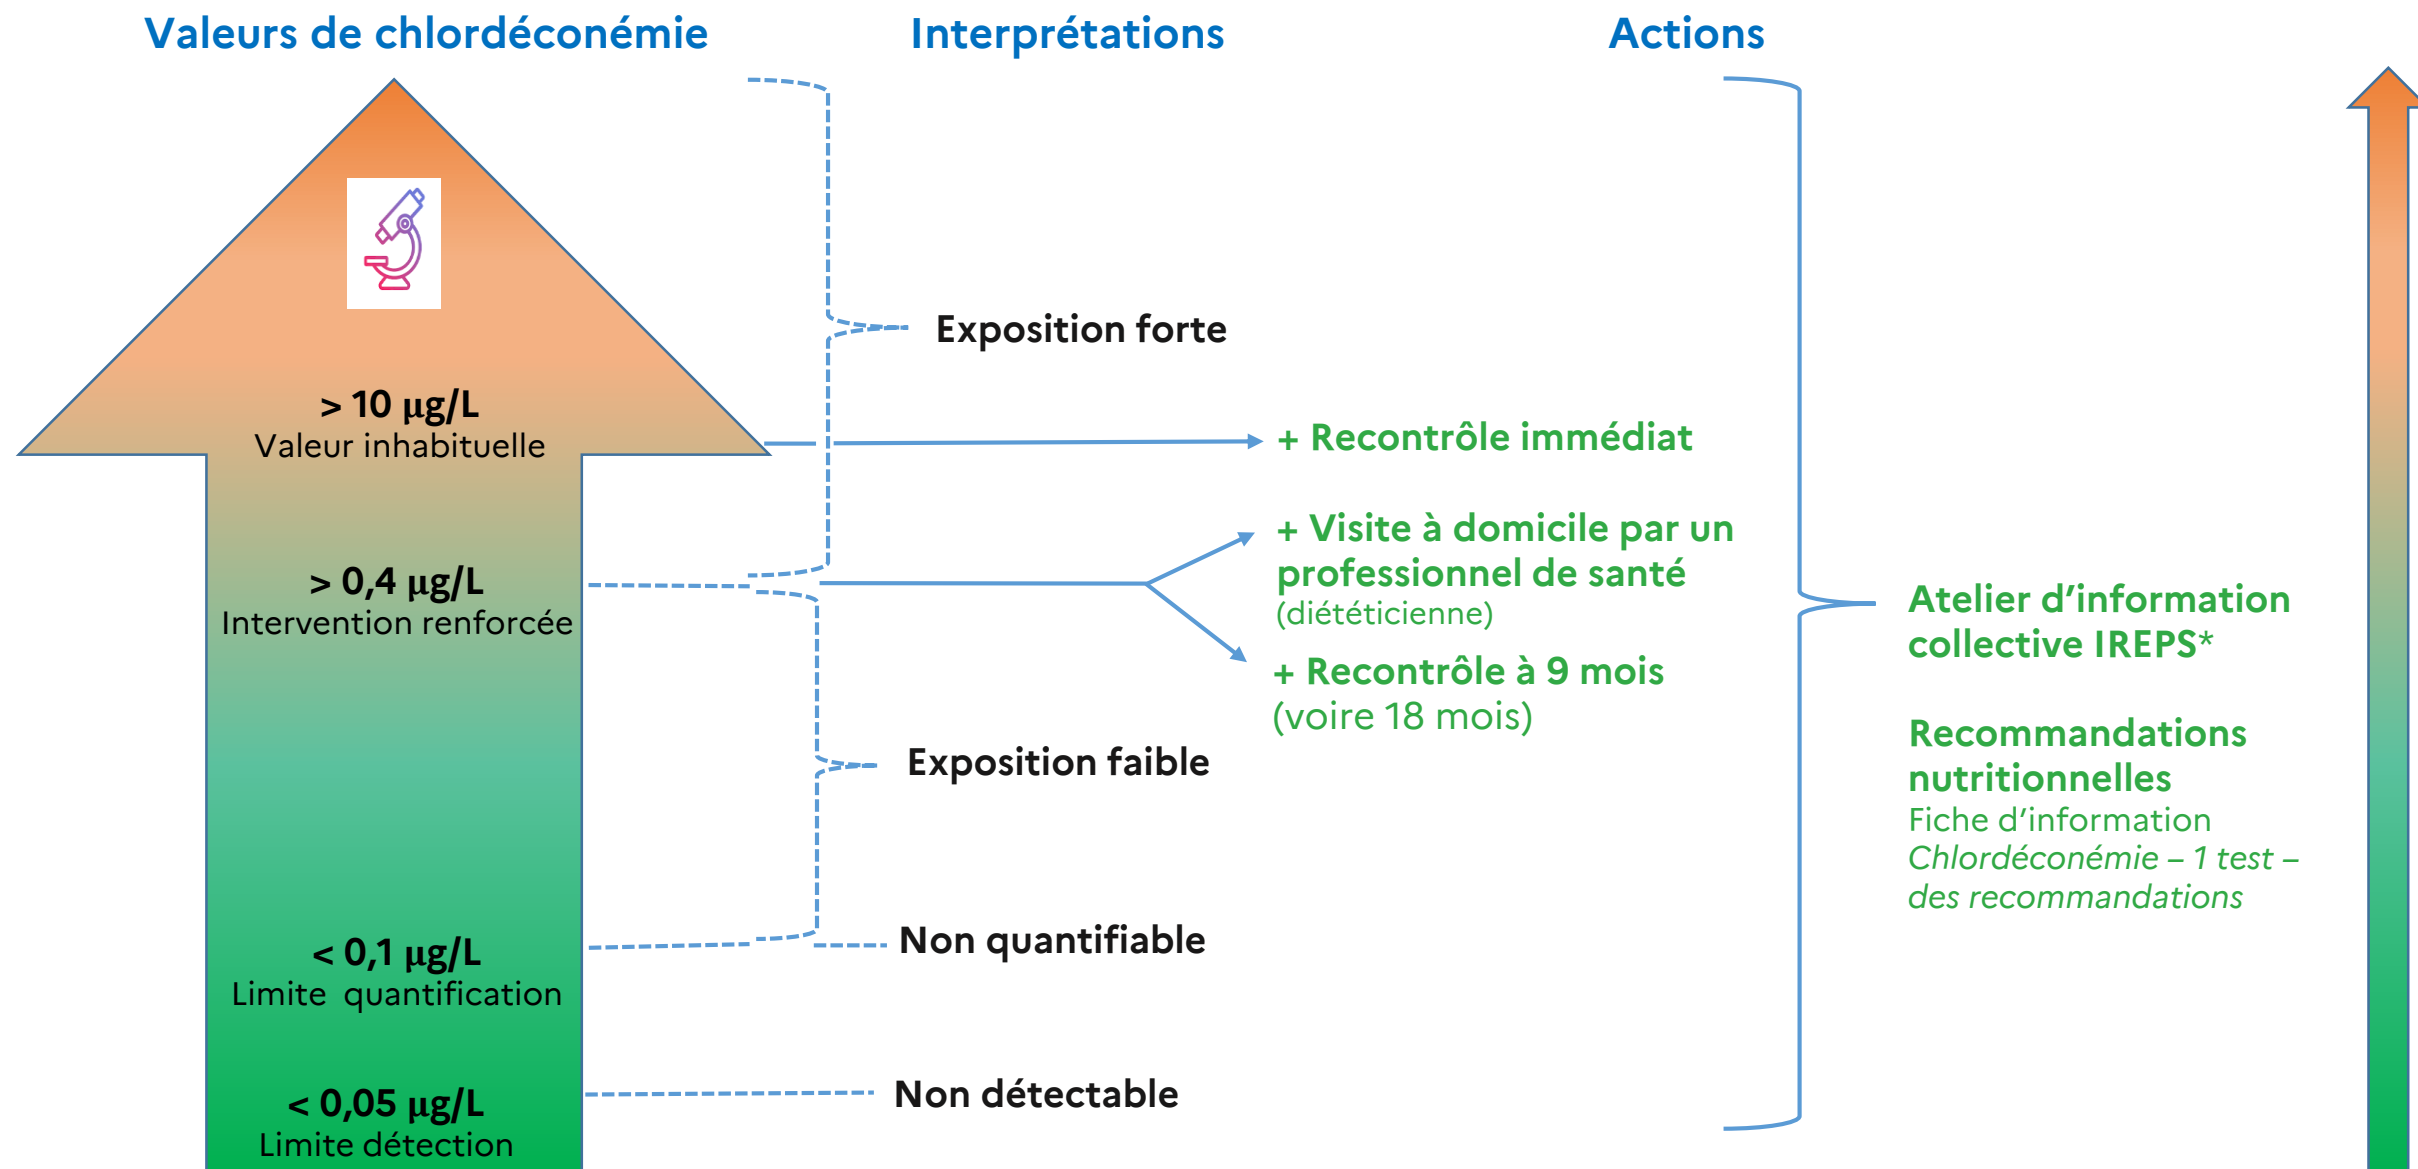 Valeurs de chlordéconémie
Interprétations
Actions
> 10 µg/L
Valeur inhabituelle
> 0,4 µg/L
Intervention renforcée
< 0,1 µg/L
Limite quantification
< 0,05 µg/L
Limite détection
Exposition forte
Exposition faible
Non quantifiable
Non détectable
+ Recontrôle immédiat
+ Visite à domicile par un
professionnel de santé
(diététicienne)
+ Recontrôle à 9 mois
(voire 18 mois)
Atelier d’information
collective IREPS*
Recommandations
nutritionnelles
Fiche d’information
Chlordéconémie – 1 test –
des recommandations